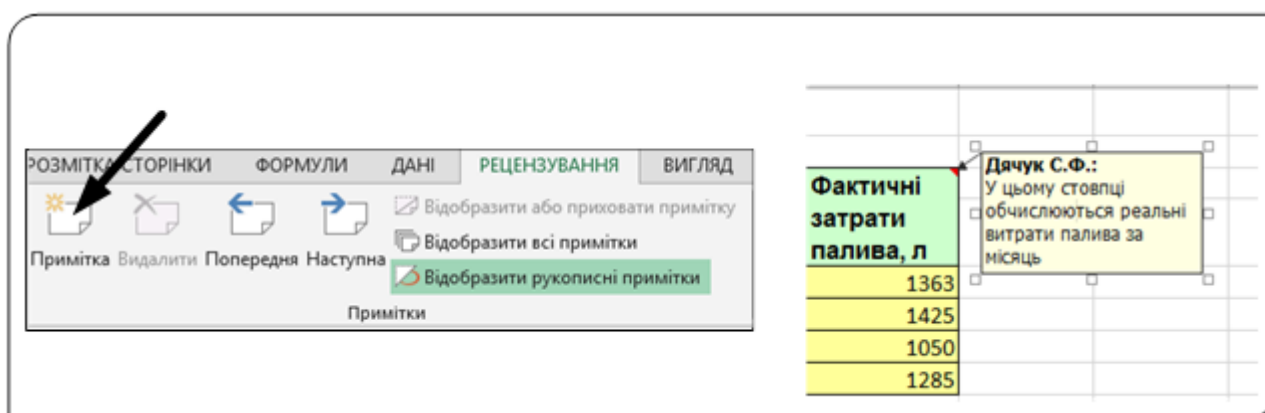 РОЗМІТКА СТОРІНКИ ФОРМУЛИ ДАНІ РЕЦЕНЗУВАННЯ ВИГЛЯД
Примітка Видалити Попередня Наступна
Відобразити або приховати примітку
Відобразити всі примітки
Відобразити рукописні примітки
Примітки
Фактичні
затрати
палива, л
1363
1425
1050
1285
Дячук С.Ф.:
У цьому стовпці
обчислюються реальні
витрати палива за
місяць